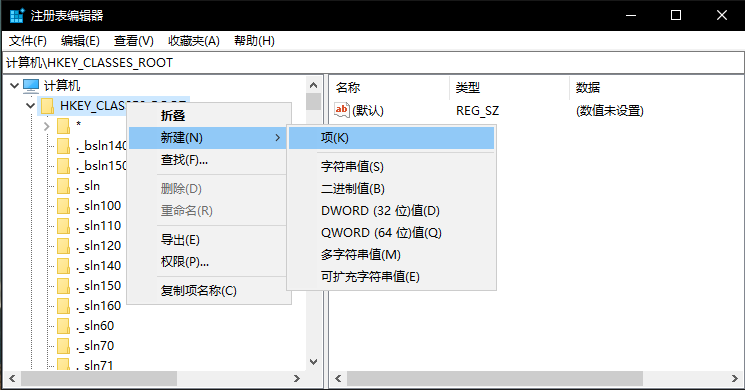 注册表编辑器
文件(F) 编辑(E) 查看(V) 收藏夹(A) 帮助(H)
计算机\HKEY_CLASSES_ROOT
计算机
*
._bsln140
._bsln150
._sln
._sln100
._sln110
._sln120
._sln140
._sln150
._sln160
._sln60
._sln70
._sln71
折叠
新建(N)
查找(F)...
删除(D)
重命名(R)
导出(E)
权限(P)...
复制项名称(C)
项(K)
字符串值(S)
二进制值(B)
DWORD (32 位)值(D)
QWORD (64 位)值(Q)
多字符串值(M)
可扩充字符串值(E)
名称 类型 数据
ab (默认) REG_SZ (数值未设置)